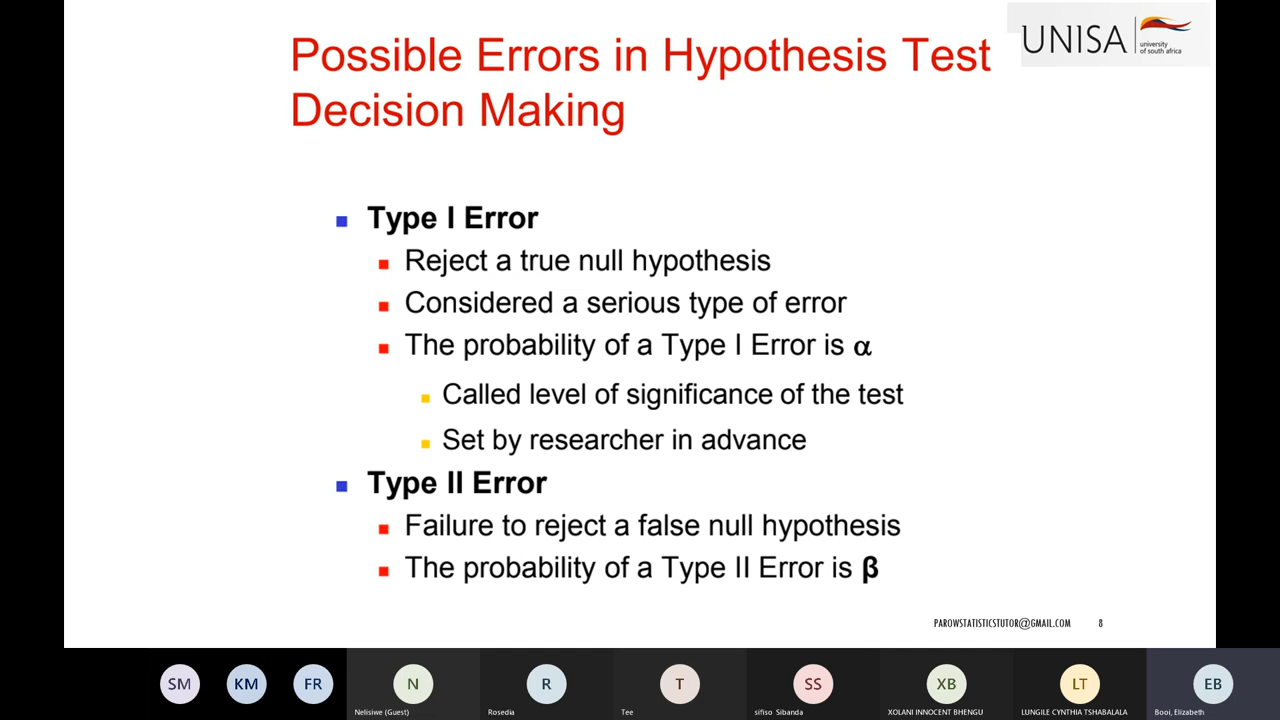 Possible Errors in Hypothesis Test
Decision Making
UNISA
university
of south africa
Type I Error
Reject a true null hypothesis
Considered a serious type of error
The probability of a Type I Error is α
Called level of significance of the test
Set by researcher in advance
Type II Error
Failure to reject a false null hypothesis
The probability of a Type II Error is β
PAROWSTATISTICSTUTOR@GMAIL.COM 8
SM KM FR N R T SS XB LT EB
Nelisiwe (Guest) Rosedia Tee sifiso Sibanda XOLANI INNOCENT BHENGU LUNGILE CYNTHIA TSHABALALA Booi, Elizabeth